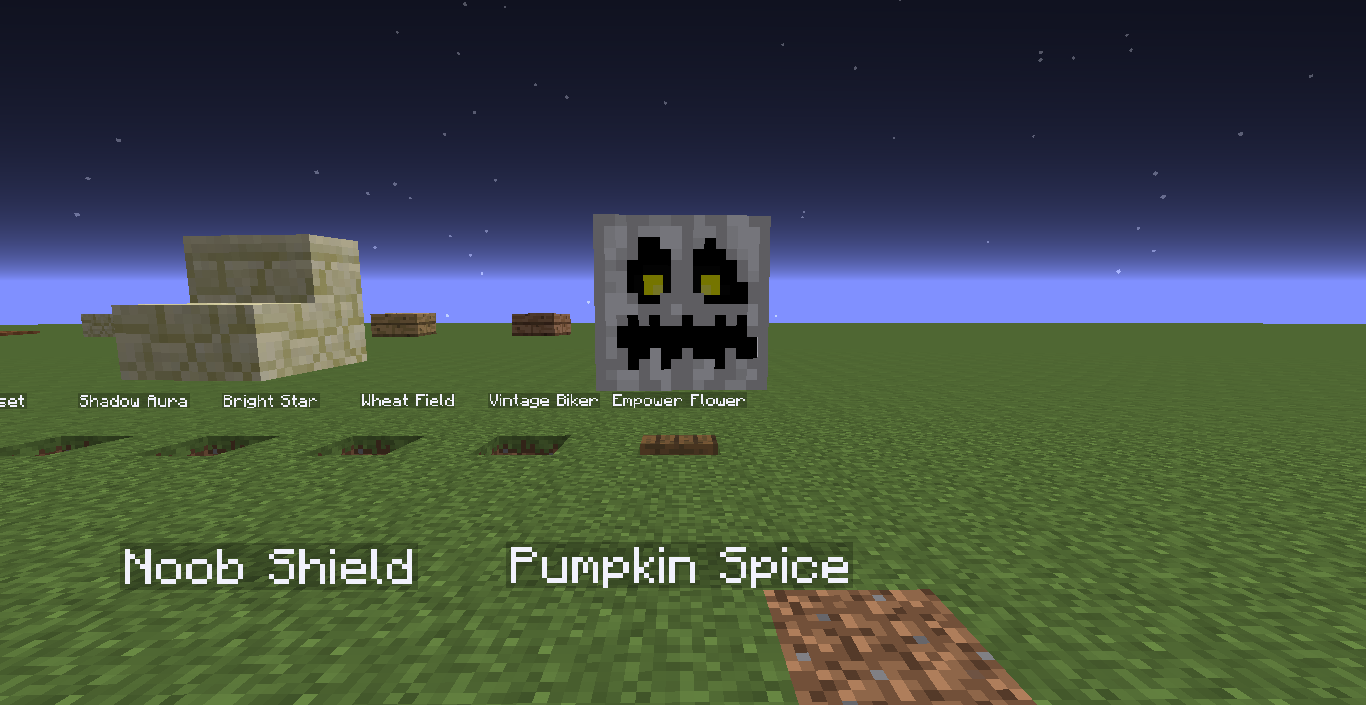 set
Shadow Aura
Bright Star
Wheat Field
Vintage Biker
Empower Flower
Noob Shield
Pumpkin Spice